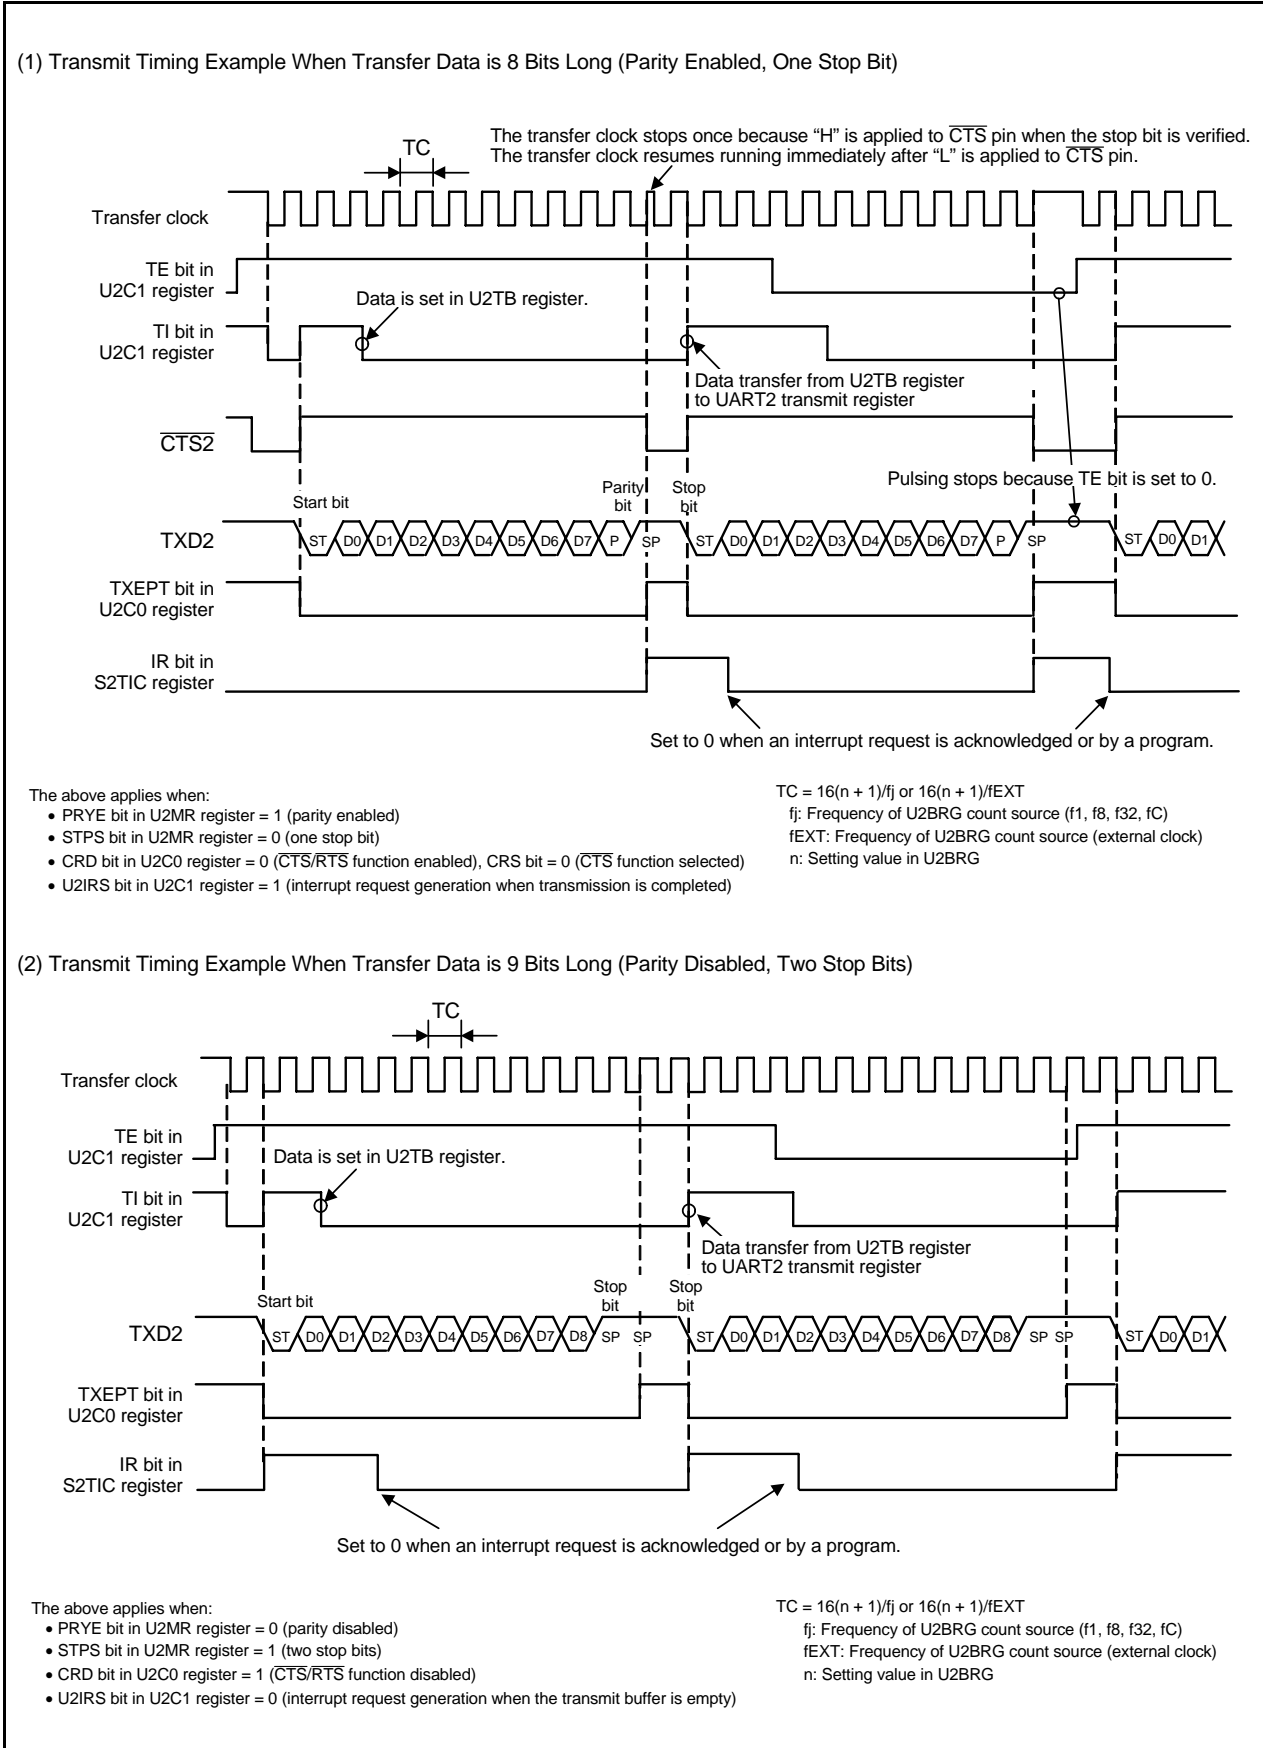 (1) Transmit Timing Example When Transfer Data is 8 Bits Long (Parity Enabled, One Stop Bit)
The transfer clock stops once because “H” is applied to CTS pin when the stop bit is verified.
The transfer clock resumes running immediately after “L” is applied to CTS pin.
TC
Transfer clock
TE bit in
U2C1 register
Data is set in U2TB register.
TI bit in
U2C1 register
Data transfer from U2TB register
to UART2 transmit register
CTS2
Pulsing stops because TE bit is set to 0.
Start bit
Parity
bit
Stop
bit
TXD2
ST D0 D1 D2 D3 D4 D5 D6 D7 P SP ST D0 D1 D2 D3 D4 D5 D6 D7 P SP ST D0 D1
TXEPT bit in
U2C0 register
IR bit in
S2TIC register
Set to 0 when an interrupt request is acknowledged or by a program.
The above applies when:
• PRYE bit in U2MR register = 1 (parity enabled)
• STPS bit in U2MR register = 0 (one stop bit)
• CRD bit in U2C0 register = 0 (CTS/RTS function enabled), CRS bit = 0 (CTS function selected)
• U2IRS bit in U2C1 register = 1 (interrupt request generation when transmission is completed)
TC = 16(n + 1)/fj or 16(n + 1)/fEXT
fj: Frequency of U2BRG count source (f1, f8, f32, fC)
fEXT: Frequency of U2BRG count source (external clock)
n: Setting value in U2BRG
(2) Transmit Timing Example When Transfer Data is 9 Bits Long (Parity Disabled, Two Stop Bits)
TC
Transfer clock
TE bit in
U2C1 register
Data is set in U2TB register.
TI bit in
U2C1 register
Data transfer from U2TB register
to UART2 transmit register
Start bit
Stop
bit
Stop
bit
TXD2
ST D0 D1 D2 D3 D4 D5 D6 D7 D8 SP SP ST D0 D1 D2 D3 D4 D5 D6 D7 D8 SP SP ST D0 D1
TXEPT bit in
U2C0 register
IR bit in
S2TIC register
Set to 0 when an interrupt request is acknowledged or by a program.
The above applies when:
• PRYE bit in U2MR register = 0 (parity disabled)
• STPS bit in U2MR register = 1 (two stop bits)
• CRD bit in U2C0 register = 1 (CTS/RTS function disabled)
• U2IRS bit in U2C1 register = 0 (interrupt request generation when the transmit buffer is empty)
TC = 16(n + 1)/fj or 16(n + 1)/fEXT
fj: Frequency of U2BRG count source (f1, f8, f32, fC)
fEXT: Frequency of U2BRG count source (external clock)
n: Setting value in U2BRG